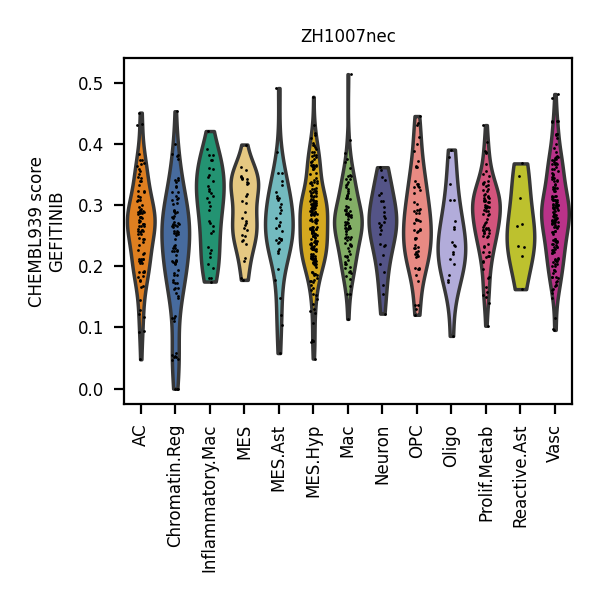 ZH1007nec
CHEMBL939 score
GEFITINIB
0.5
0.4
0.3
0.2
0.1
0.0
AC
Chromatin.Reg
Inflammatory.Mac
MES
MES.Ast
MES.Hyp
Mac
Neuron
OPC
Oligo
Prolif.Metab
Reactive.Ast
Vasc